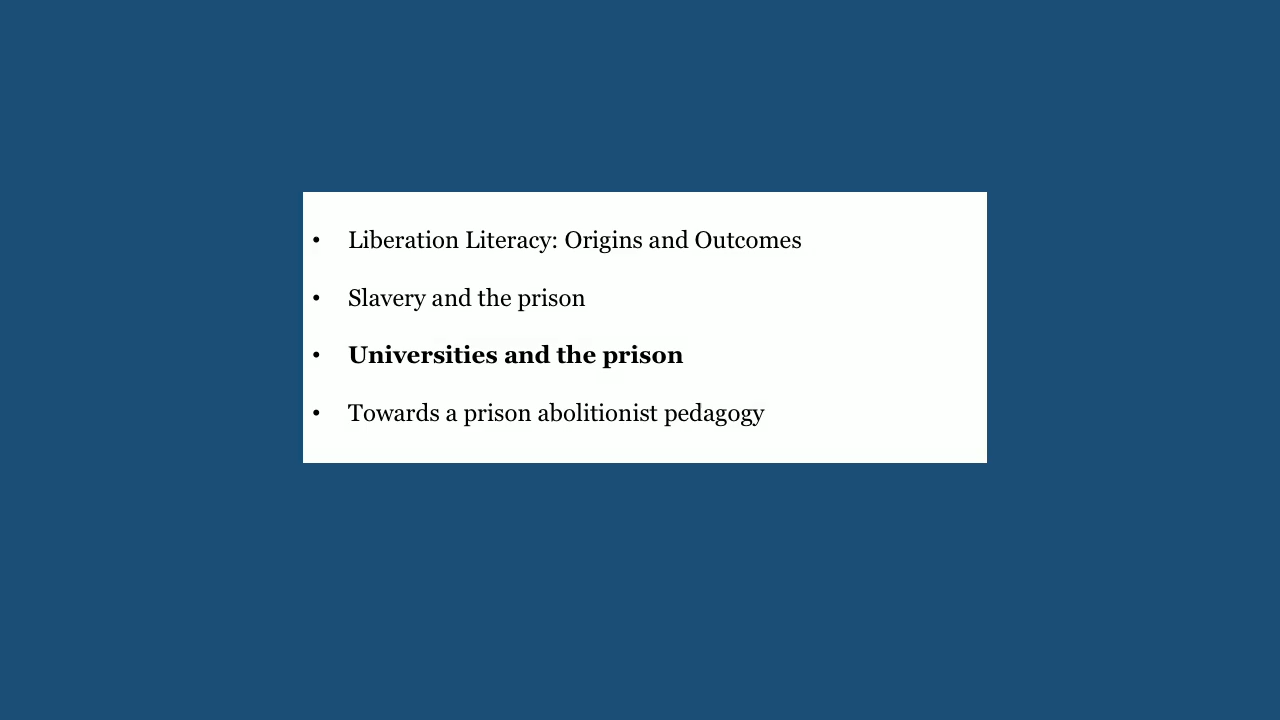 • Liberation Literacy: Origins and Outcomes
• Slavery and the prison
• Universities and the prison
• Towards a prison abolitionist pedagogy